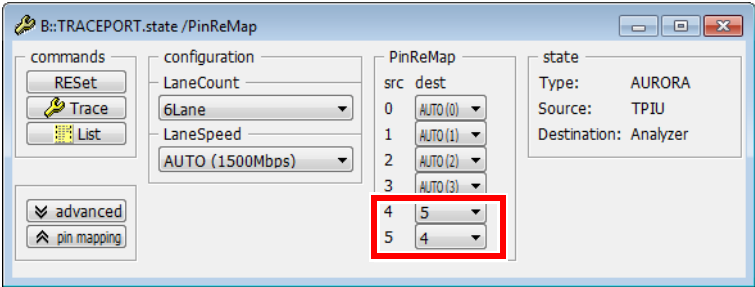 B::TRACEPORT.state /PinReMap
commands
RESet
Trace
List
advanced
pin mapping
configuration
LaneCount
6Lane
LaneSpeed
AUTO (1500Mbps)
PinReMap
src dest
0 AUTO (0)
1 AUTO (1)
2 AUTO (2)
3 AUTO (3)
4 5
5 4
state
Type: AURORA
Source: TPIU
Destination: Analyzer